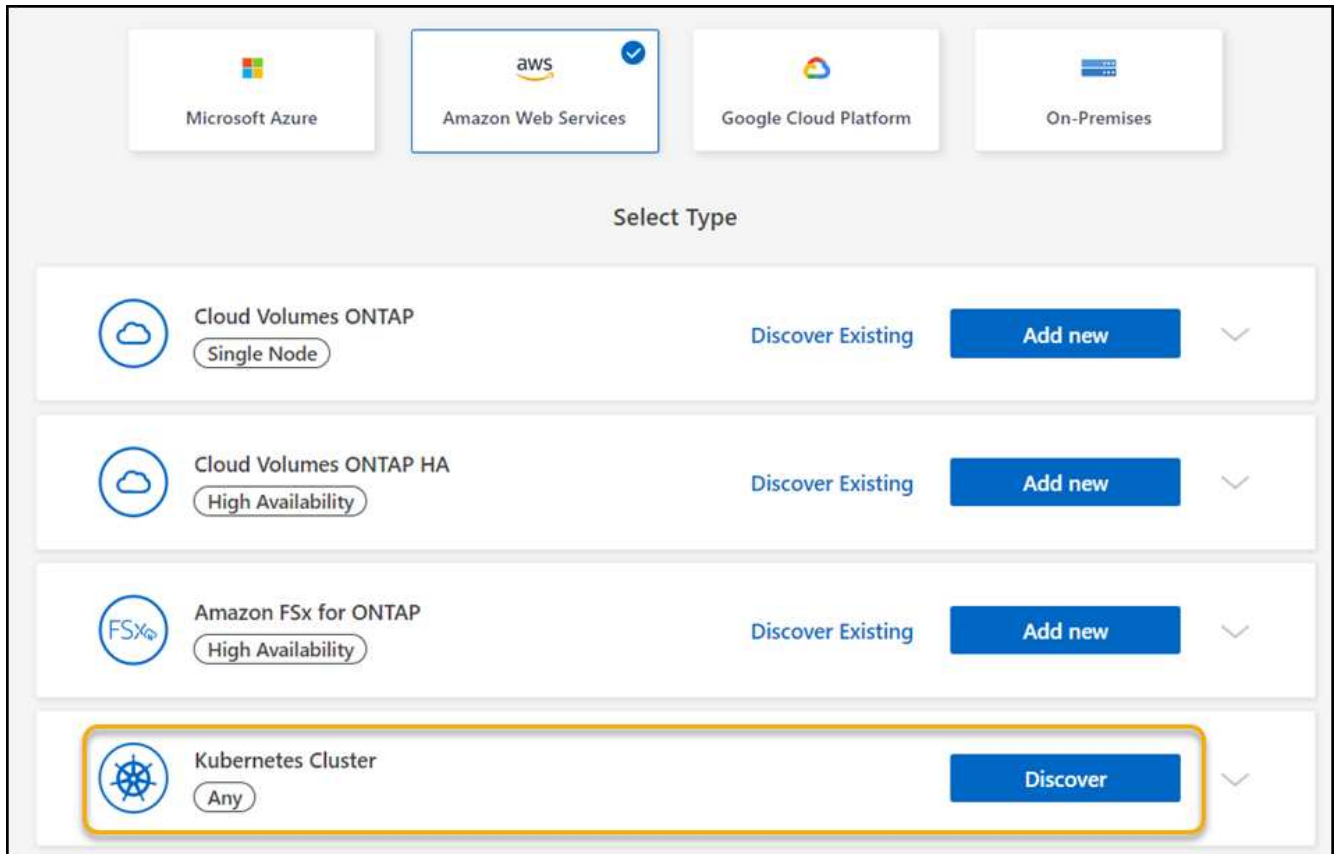 aws
Microsoft Azure
Amazon Web Services
Google Cloud Platform
On-Premises
Select Type
Cloud Volumes ONTAP
Single Node
Discover Existing
Add new
Cloud Volumes ONTAP HA
High Availability
Discover Existing
Add new
FSx
Amazon FSx for ONTAP
High Availability
Discover Existing
Add new
Kubernetes Cluster
Any
Discover